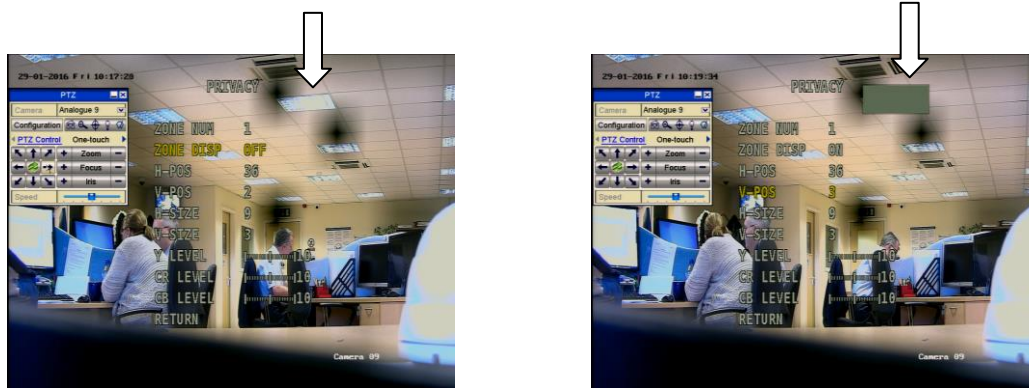 29-01-2016 Fri 10:17:28
PRIVACY
PTZ
Camera Analogue 9
Configuration
PTZ Control One-touch
Zoom
Focus
Iris
Speed
ZONE NUM 1
ZONE DISP OFF
H-POS 36
V-POS 2
H-SIZE 9
V-SIZE 3
Y LEVEL 10
CR LEVEL 10
CB LEVEL 10
RETURN
Camera 09
29-01-2016 Fri 10:19:34
PRIVACY
PTZ
Camera Analogue 9
Configuration
PTZ Control One-touch
Zoom
Focus
Iris
Speed
ZONE NUM 1
ZONE DISP ON
H-POS 36
V-POS 3
H-SIZE 9
V-SIZE 3
Y LEVEL 10
CR LEVEL 10
CB LEVEL 10
RETURN
Camera 09